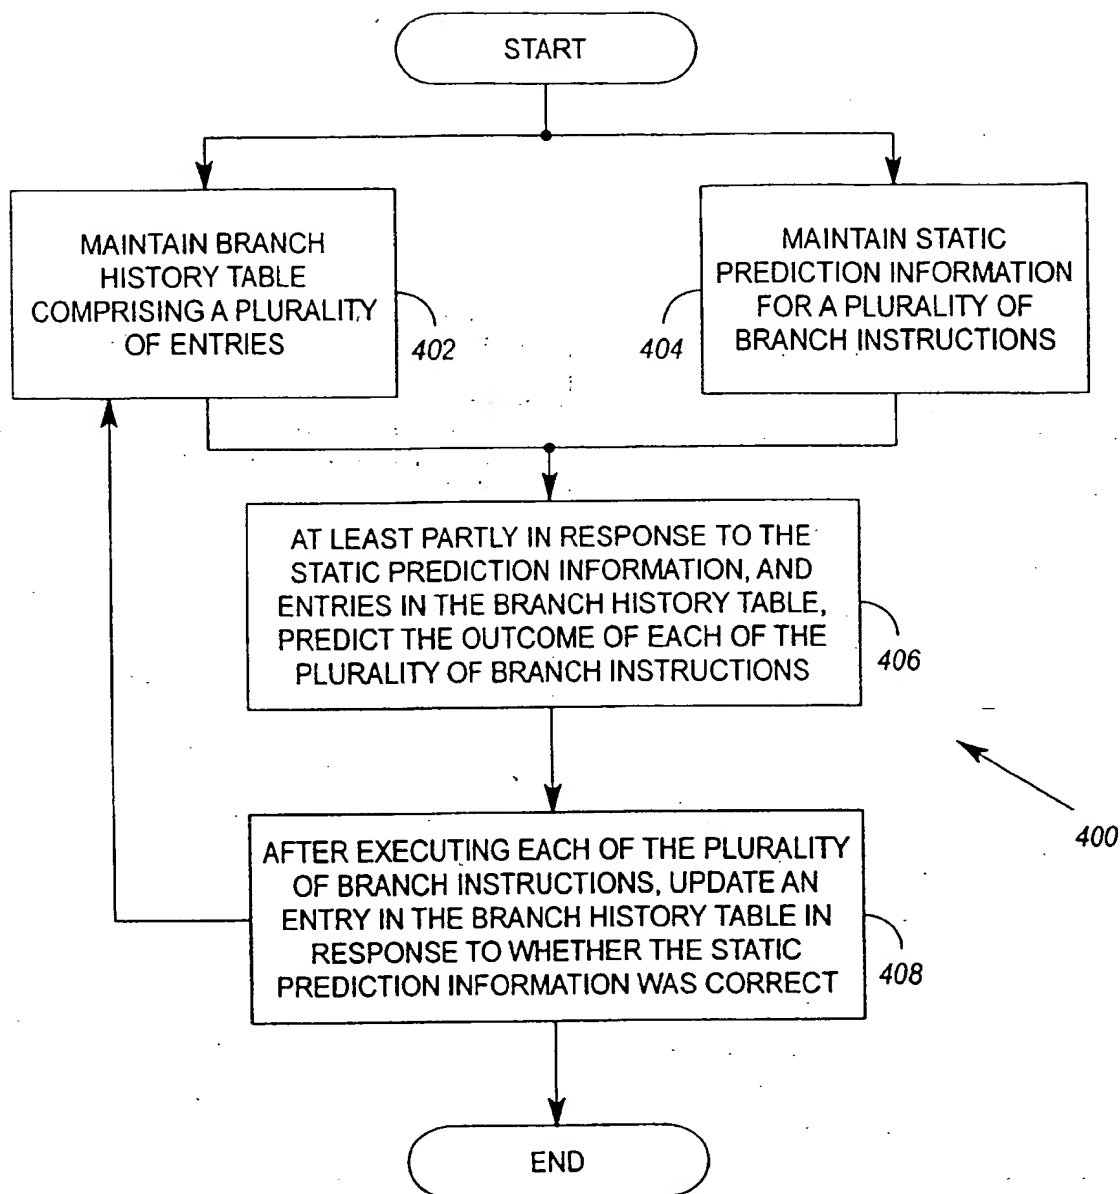 START
MAINTAIN BRANCH
HISTORY TABLE
COMPRISING A PLURALITY
OF ENTRIES
402
MAINTAIN STATIC
PREDICTION INFORMATION
FOR A PLURALITY OF
BRANCH INSTRUCTIONS
404
AT LEAST PARTLY IN RESPONSE TO THE
STATIC PREDICTION INFORMATION, AND
ENTRIES IN THE BRANCH HISTORY TABLE,
PREDICT THE OUTCOME OF EACH OF THE
PLURALITY OF BRANCH INSTRUCTIONS
406
400
AFTER EXECUTING EACH OF THE PLURALITY
OF BRANCH INSTRUCTIONS, UPDATE AN
ENTRY IN THE BRANCH HISTORY TABLE IN
RESPONSE TO WHETHER THE STATIC
PREDICTION INFORMATION WAS CORRECT
408
END